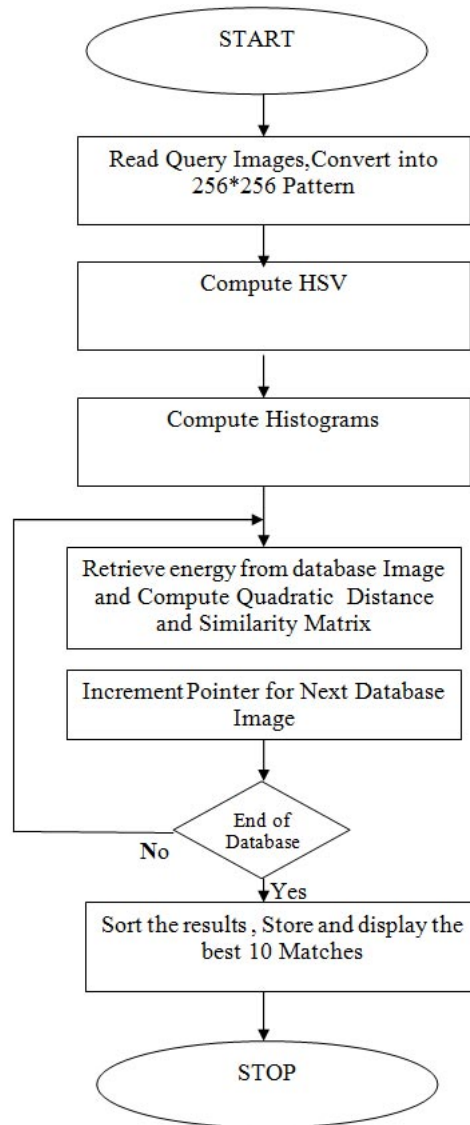 START
Read Query Images,Convert into
256*256 Pattern
Compute HSV
Compute Histograms
Retrieve energy from database Image
and Compute Quadratic Distance
and Similarity Matrix
Increment Pointer for Next Database
Image
End of
Database
No
Yes
Sort the results , Store and display the
best 10 Matches
STOP